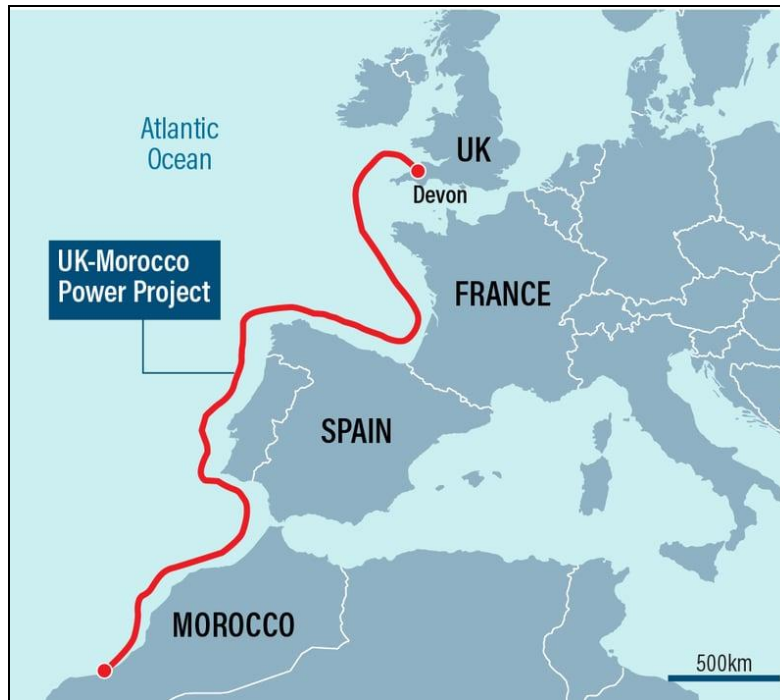 Atlantic
Ocean
UK
Devon
UK-Morocco
Power Project
FRANCE
SPAIN
MOROCCO
500km